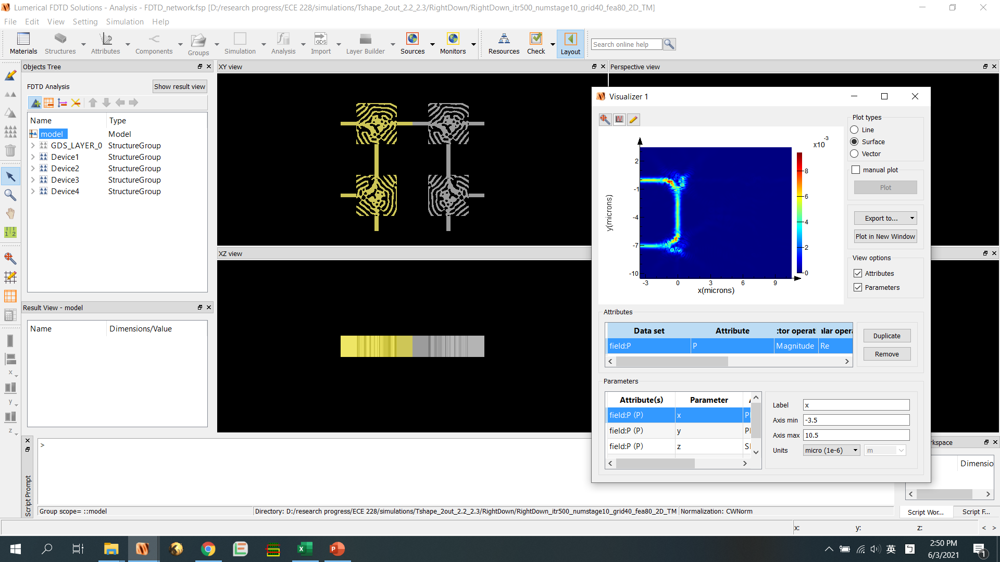 Lumerical FDTD Solutions - Analysis - FDTD_network.fsp [D:/research progress/ECE 228/simulations/Tshape_2out_2.2_2.3/RightDown/RightDown_itr500_numstage10_grid40_fea80_2D_TM]
File Edit View Setting Simulation Help
Materials Structures Attributes Components Groups Simulation Analysis Import Layer Builder Sources Monitors Resources Check Layout Search online help
GDS
Objects Tree
XY view
Perspective view
FDTD Analysis Show result view
Name Type
model Model
GDS_LAYER_0 StructureGroup
Device1 StructureGroup
Device2 StructureGroup
Device3 StructureGroup
Device4 StructureGroup
Result View - model
Name Dimensions/Value
XZ view
Visualizer 1
x10
-3
2
-1
-4
-7
-10
y(microns)
-3 0 3 6 9
x(microns)
8
6
4
2
0
Plot types
Line
Surface
Vector
manual plot
Plot
Export to...
Plot in New Window
View options
Attributes
Parameters
Attributes
Data set Attribute :tor operat alar opera
field:P P Magnitude Re
Duplicate
Remove
Parameters
Attribute(s) Parameter
field:P (P) x
field:P (P) y
field:P (P) z
Label x
Axis min -3.5
Axis max 10.5
Units micro (1e-6) m
1 2
x
y
z
Script Prompt
>
rkspace
Dimensio
Group scope= ::model
Directory: D:/research progress/ECE 228/simulations/Tshape_2out_2.2_2.3/RightDown/RightDown_itr500_numstage10_grid40_fea80_2D_TM
Normalization: CWNorm
Script Wor... Script F...
x: y: z: < >
英
2:50 PM
6/3/2021
1